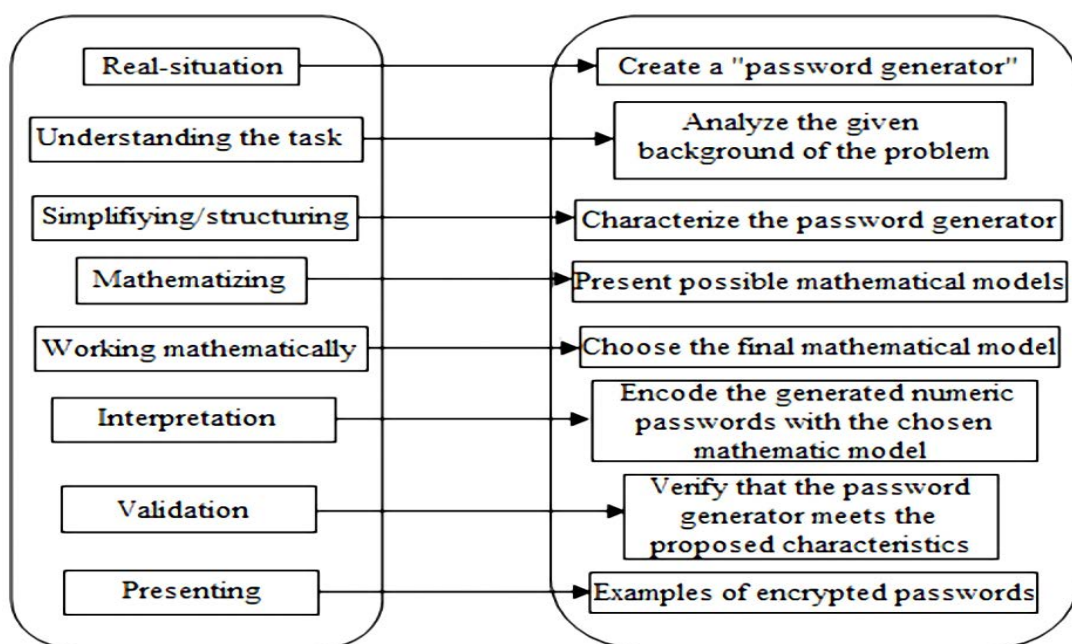 Real-situation
Create a "password generator"
Understanding the task
Analyze the given
background of the problem
Simplifiying/structuring
Characterize the password generator
Mathematizing
Present possible mathematical models
Working mathematically
Choose the final mathematical model
Interpretation
Encode the generated numeric
passwords with the chosen
mathematic model
Validation
Verify that the password
generator meets the
proposed characteristics
Presenting
Examples of encrypted passwords